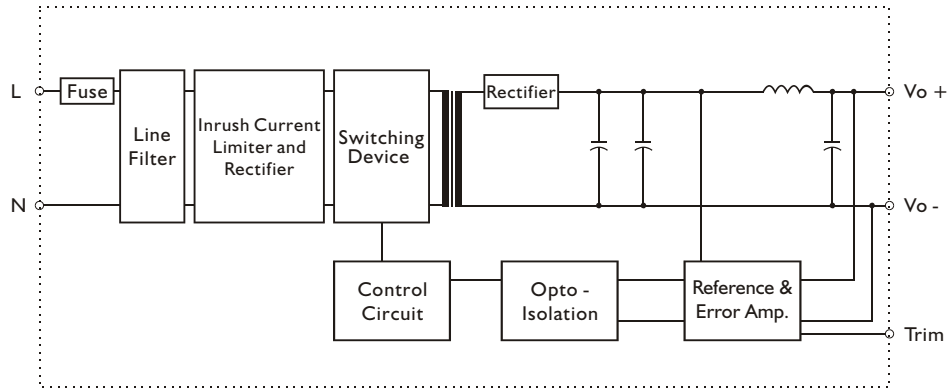 L
Fuse
Line
Filter
Inrush Current
Limiter and
Rectifier
Switching
Device
Rectifier
Vo +
N
Vo -
Control
Circuit
Opto -
Isolation
Reference &
Error Amp.
Trim